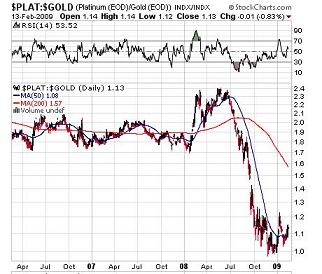 $PLAT:$GOLD (Platinum (EOD)/Gold (EOD)) INDX/INDX
© StockCharts.com
13-Feb-2009 Open 1.14 High 1.14 Low 1.12 Close 1.13 Chg -0.01 (-0.83%)
RSI(14) 53.52
90
70
50
30
10
$PLAT:$GOLD (Daily) 1.13
MA(50) 1.08
MA(200) 1.57
Volume undef
2.4
2.3
2.2
2.1
2.0
1.9
1.8
1.7
1.6
1.5
1.4
1.3
1.2
1.1
1.0
Apr Jul Oct 07 Apr Jul Oct 08 Apr Jul Oct 09